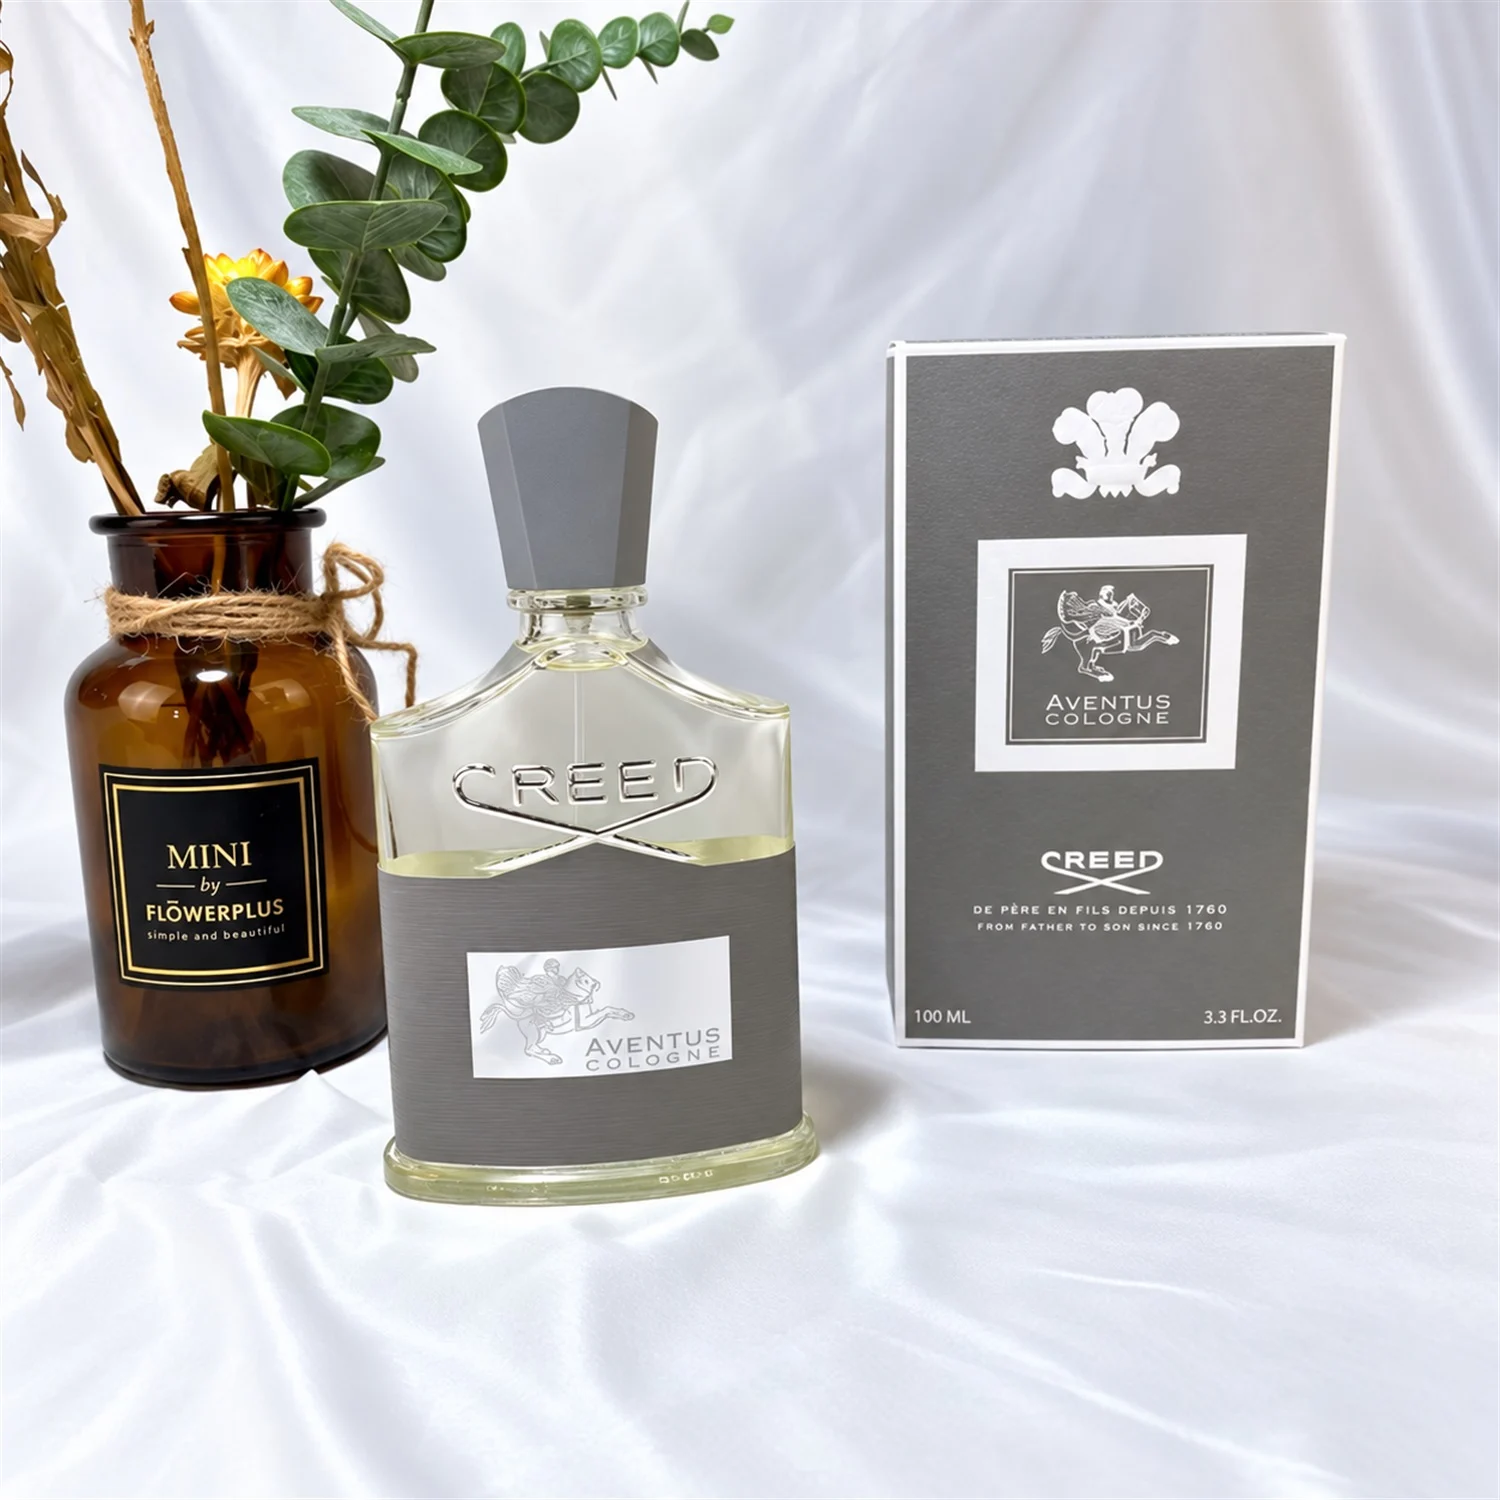 MINI
by
FLŌWERPLUS
simple and beautiful
CREED
AVENTUS
COLOGNE
AVENTUS
COLOGNE
CREED
DE PÈRE EN FILS DEPUIS 1760
FROM FATHER TO SON SINCE 1760
100 ML
3.3 FL.OZ.